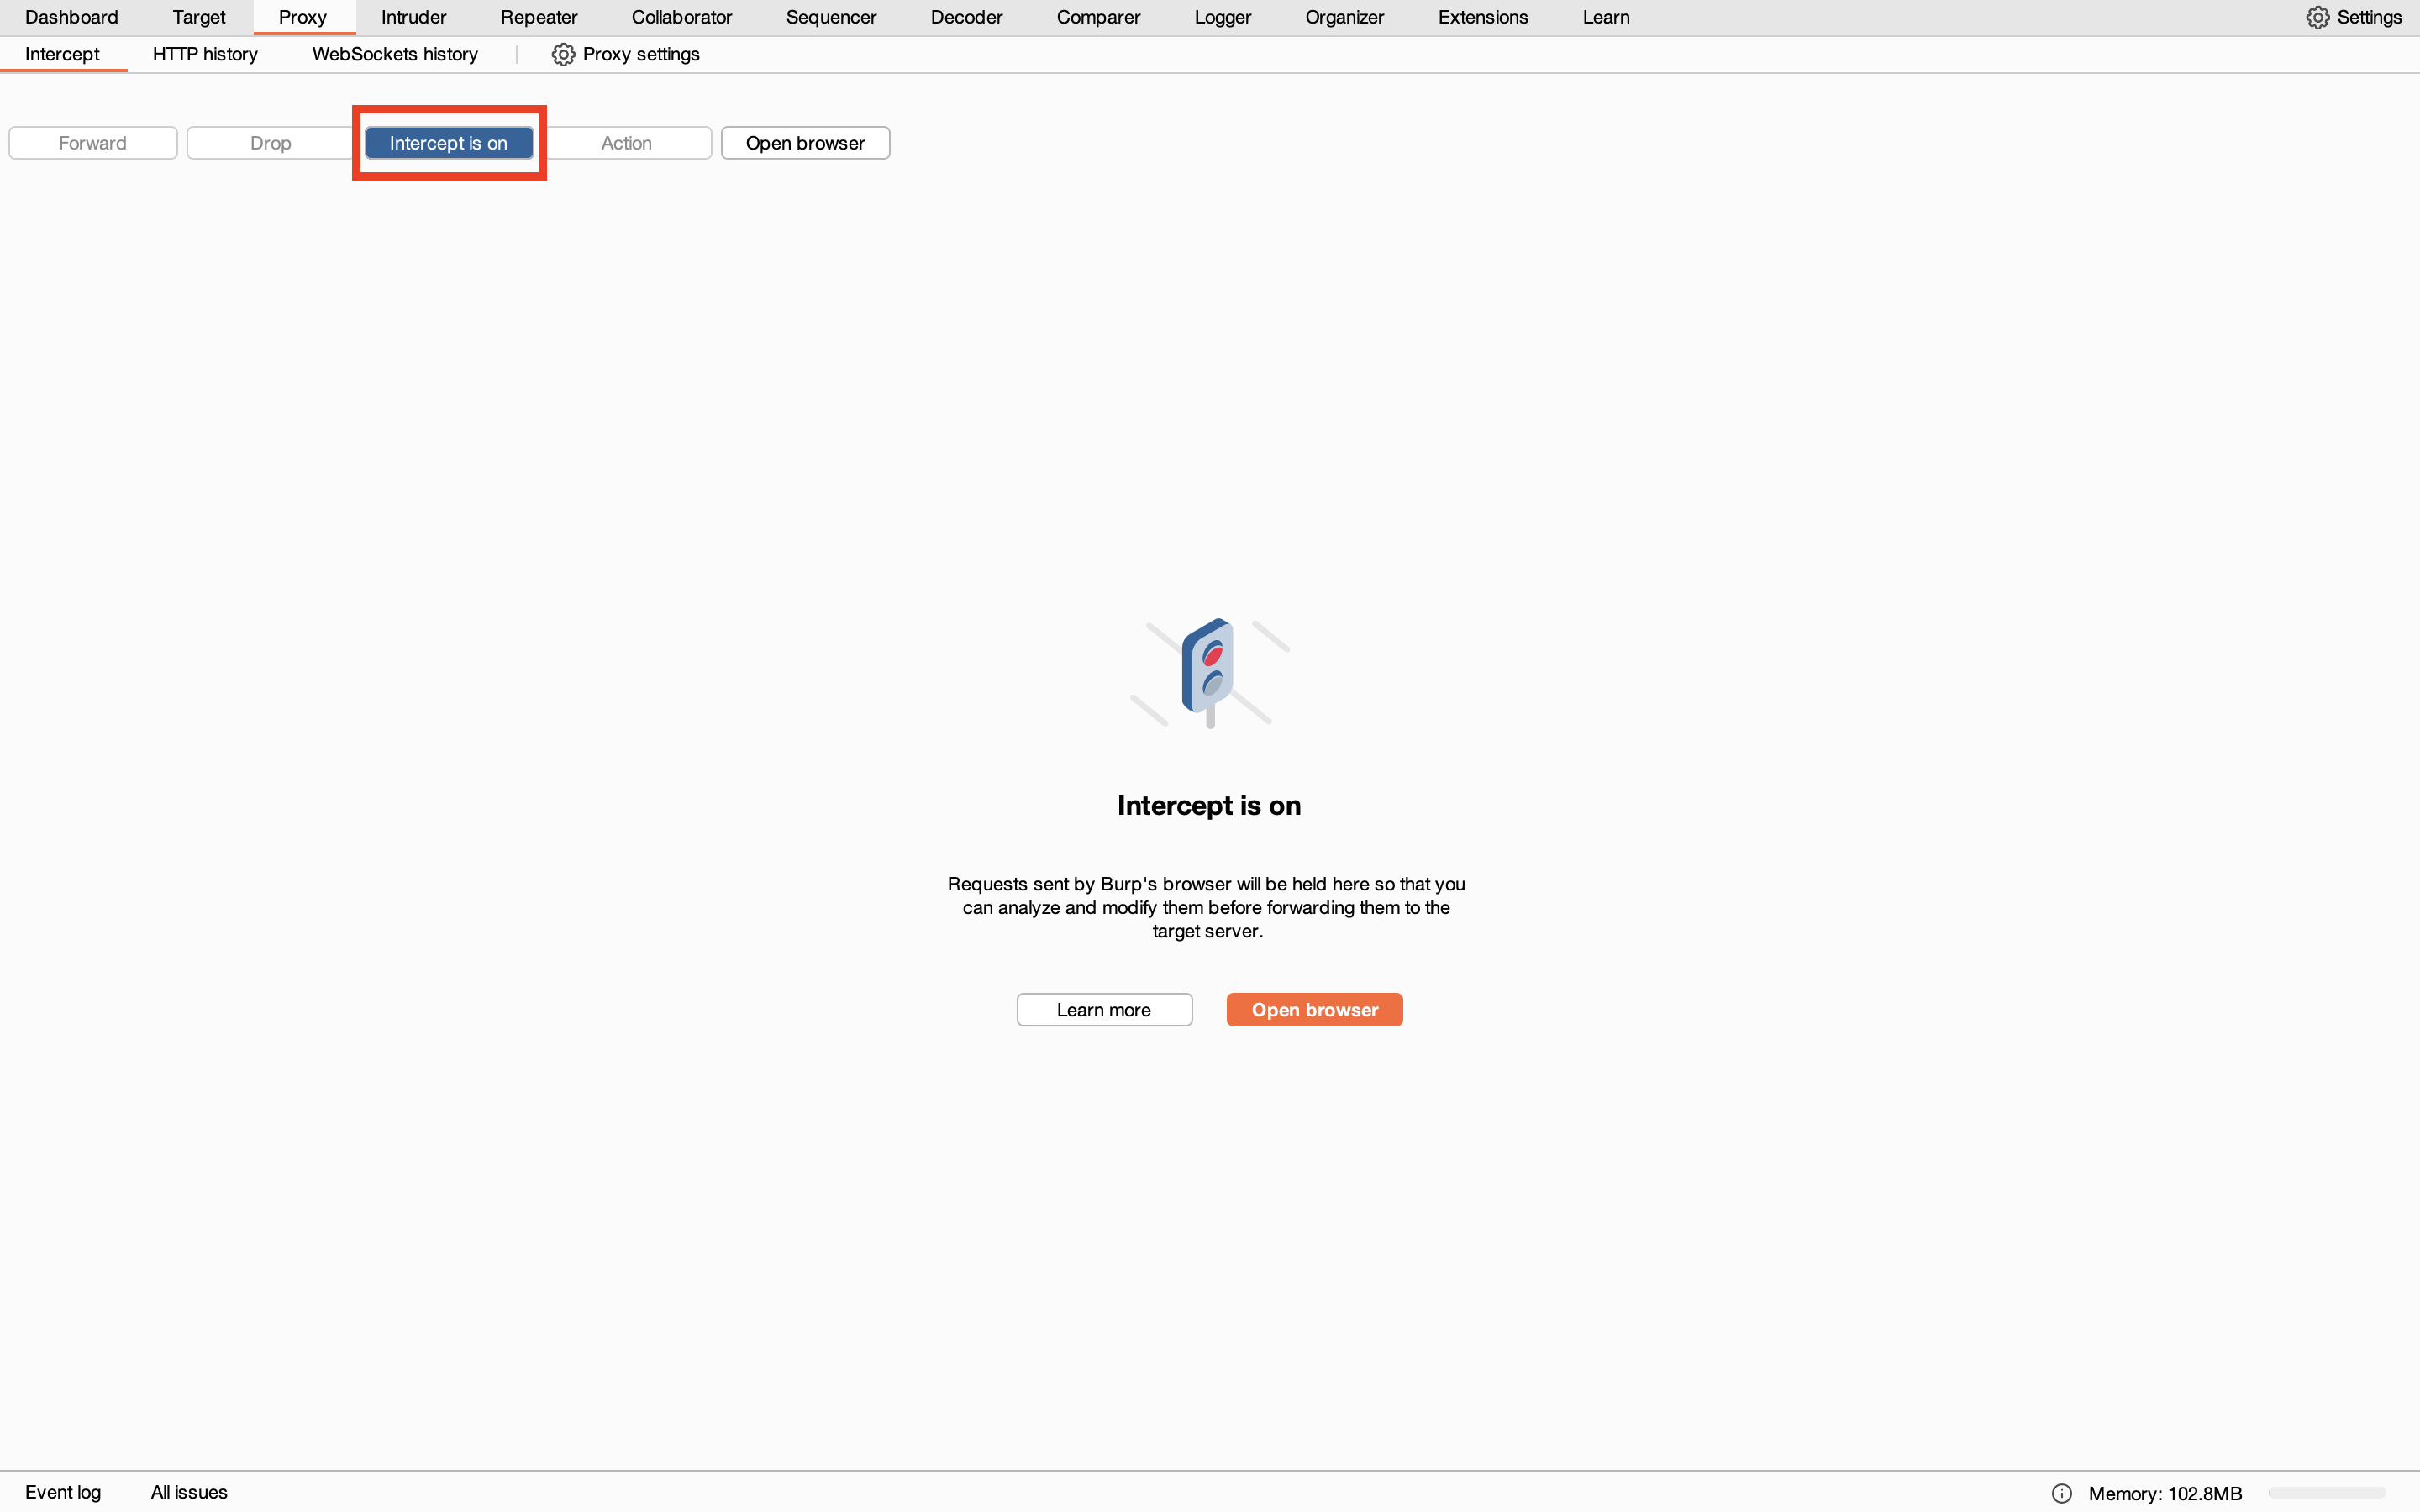 Dashboard Target Proxy Intruder Repeater Collaborator Sequencer Decoder Comparer Logger Organizer Extensions Learn Settings
Intercept HTTP history WebSockets history Proxy settings
Forward Drop Intercept is on Action Open browser
Intercept is on
Requests sent by Burp's browser will be held here so that you
can analyze and modify them before forwarding them to the
target server.
Learn more Open browser
Event log All issues Memory: 102.8MB